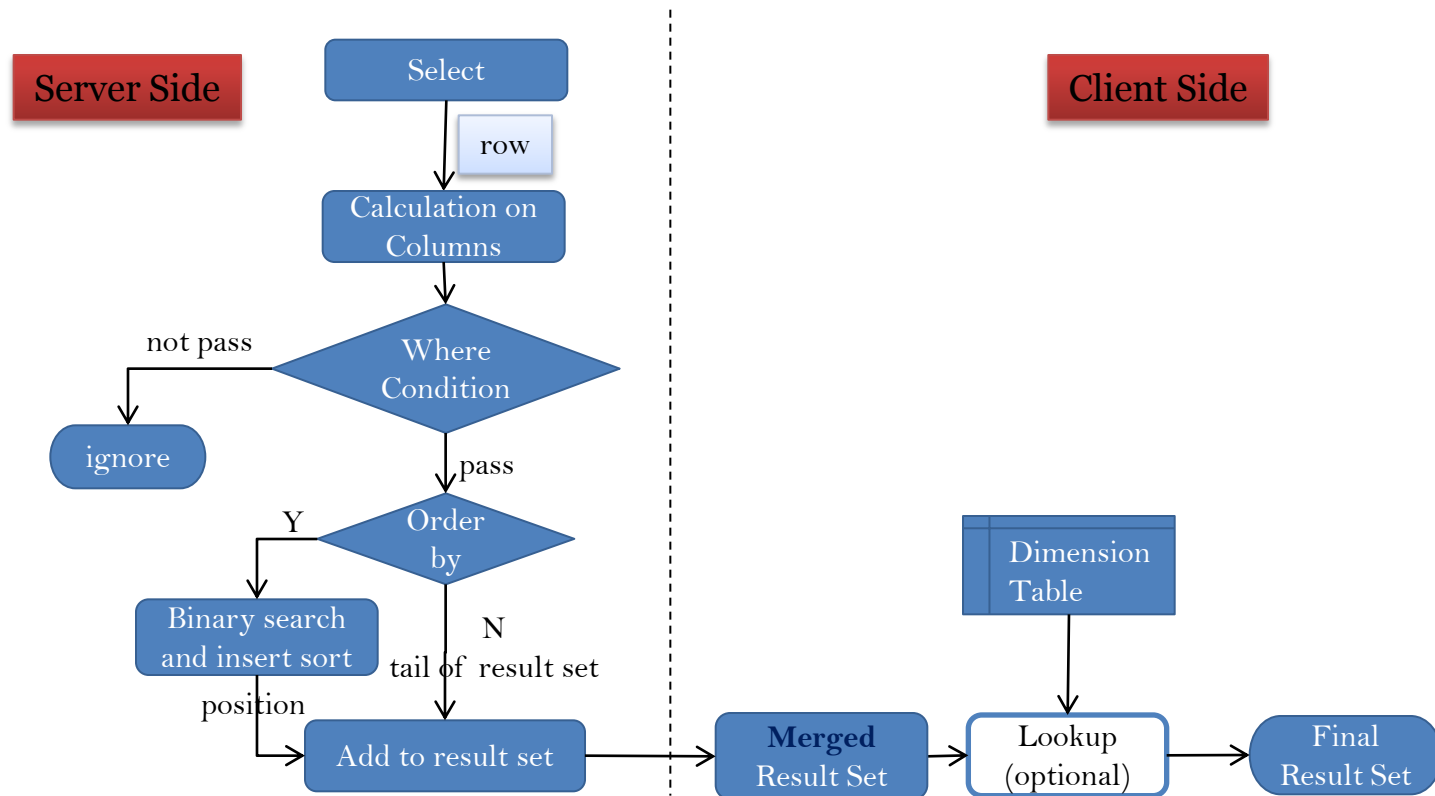 Server Side
Select
Client Side
row
Calculation on
Columns
not pass
Where
Condition
ignore
pass
Y
Order
by
Dimension
Table
Binary search
and insert sort
N
tail of result set
position
Add to result set
Merged
Result Set
Lookup
(optional)
Final
Result Set